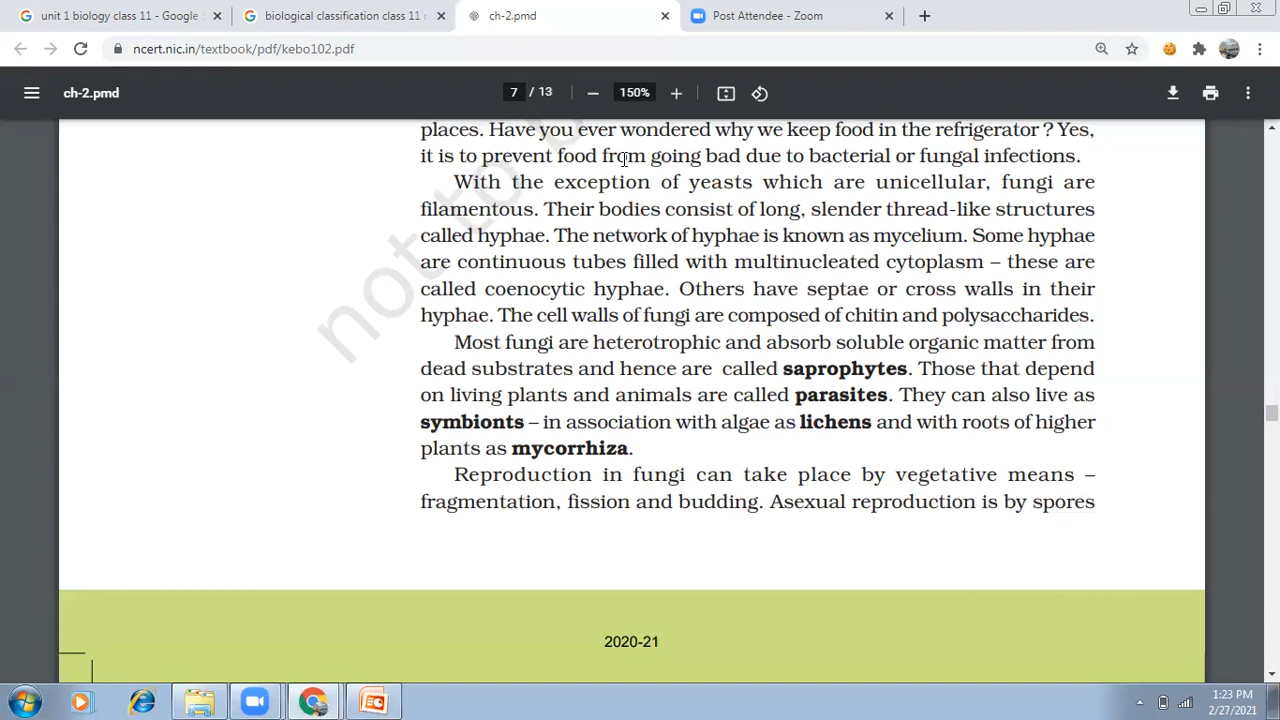 unit 1 biology class 11 - Google
biological classification class 11 n
ch-2.pmd
Post Attendee - Zoom
ncert.nic.in/textbook/pdf/kebo102.pdf
ch-2.pmd
7 / 13
150%
places. Have you ever wondered why we keep food in the refrigerator ? Yes,
it is to prevent food from going bad due to bacterial or fungal infections.
With the exception of yeasts which are unicellular, fungi are
filamentous. Their bodies consist of long, slender thread-like structures
called hyphae. The network of hyphae is known as mycelium. Some hyphae
are continuous tubes filled with multinucleated cytoplasm – these are
called coenocytic hyphae. Others have septae or cross walls in their
hyphae. The cell walls of fungi are composed of chitin and polysaccharides.
Most fungi are heterotrophic and absorb soluble organic matter from
dead substrates and hence are called saprophytes. Those that depend
on living plants and animals are called parasites. They can also live as
symbionts – in association with algae as lichens and with roots of higher
plants as mycorrhiza.
Reproduction in fungi can take place by vegetative means –
fragmentation, fission and budding. Asexual reproduction is by spores
not to b
2020-21
1:23 PM
2/27/2021